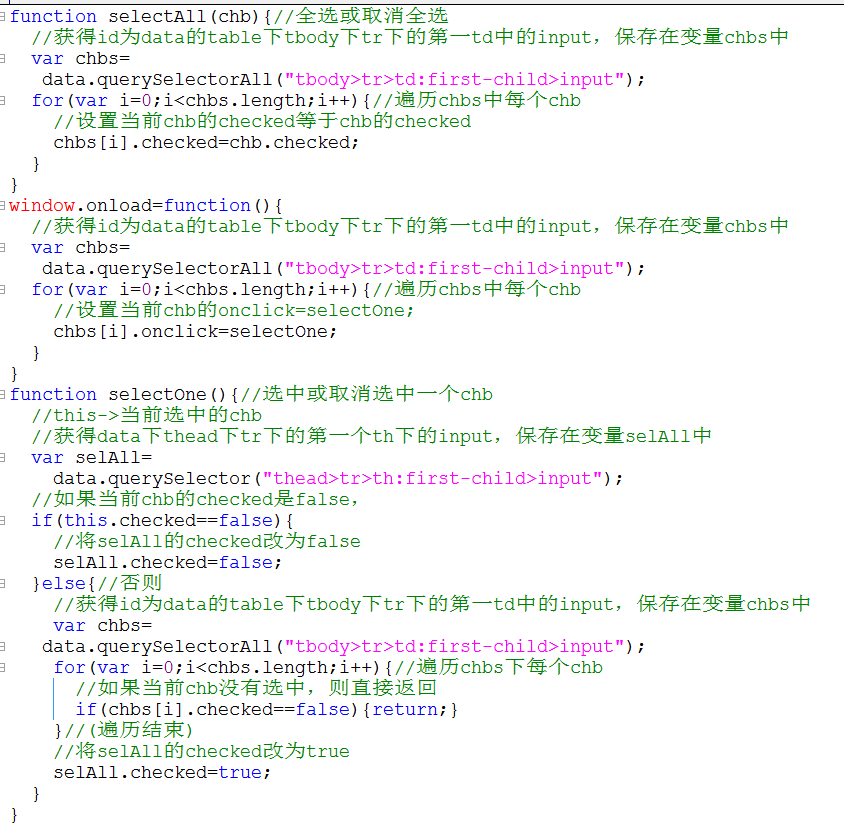 function selectAll(chb){//全选或取消全选
  //获得id为data的table下tbody下tr下的第一td中的input，保存在变量chbs中
  var chbs=
   data.querySelectorAll("tbody>tr>td:first-child>input");
  for(var i=0;i<chbs.length;i++){//遍历chbs中每个chb
    //设置当前chb的checked等于chb的checked
    chbs[i].checked=chb.checked;
  }
}
window.onload=function(){
  //获得id为data的table下tbody下tr下的第一td中的input，保存在变量chbs中
  var chbs=
   data.querySelectorAll("tbody>tr>td:first-child>input");
  for(var i=0;i<chbs.length;i++){//遍历chbs中每个chb
    //设置当前chb的onclick=selectOne;
    chbs[i].onclick=selectOne;
  }
}
function selectOne(){//选中或取消选中一个chb
  //this->当前选中的chb
  //获得data下thead下tr下的第一个th下的input，保存在变量selAll中
  var selAll=
    data.querySelector("thead>tr>th:first-child>input");
  //如果当前chb的checked是false，
  if(this.checked==false){
    //将selAll的checked改为false
    selAll.checked=false;
  }else{//否则
    //获得id为data的table下tbody下tr下的第一td中的input，保存在变量chbs中
    var chbs=
   data.querySelectorAll("tbody>tr>td:first-child>input");
    for(var i=0;i<chbs.length;i++){//遍历chbs下每个chb
      //如果当前chb没有选中，则直接返回
      if(chbs[i].checked==false){return;}
    }//(遍历结束)
    //将selAll的checked改为true
    selAll.checked=true;
  }
}